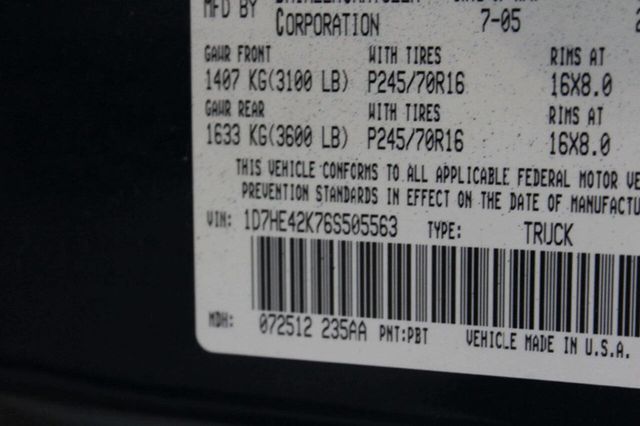 MFD BY
CORPORATION 7-05
GAWR FRONT WITH TIRES RIMS AT
1407 KG(3100 LB) P245/70R16 16X8.0
GAWR REAR WITH TIRES RIMS AT
1633 KG(3600 LB) P245/70R16 16X8.0
THIS VEHICLE CONFORMS TO ALL APPLICABLE FEDERAL MOTOR VE
PREVENTION STANDARDS IN EFFECT ON THE DATE OF MANUFACTU
VIN: 1D7HE42K76S505563 TYPE: TRUCK
MDH: 072512 235AA PNT:PBT VEHICLE MADE IN U.S.A.